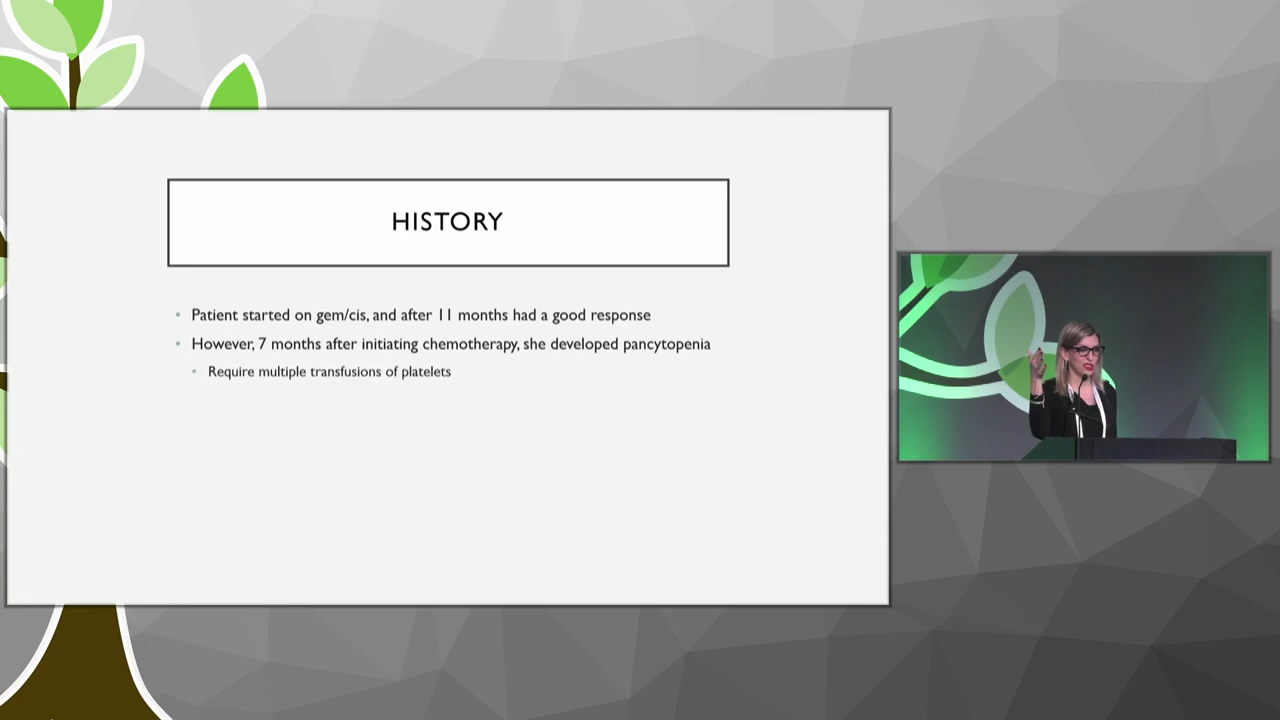 HISTORY
• Patient started on gem/cis, and after 11 months had a good response
• However, 7 months after initiating chemotherapy, she developed pancytopenia
• Require multiple transfusions of platelets